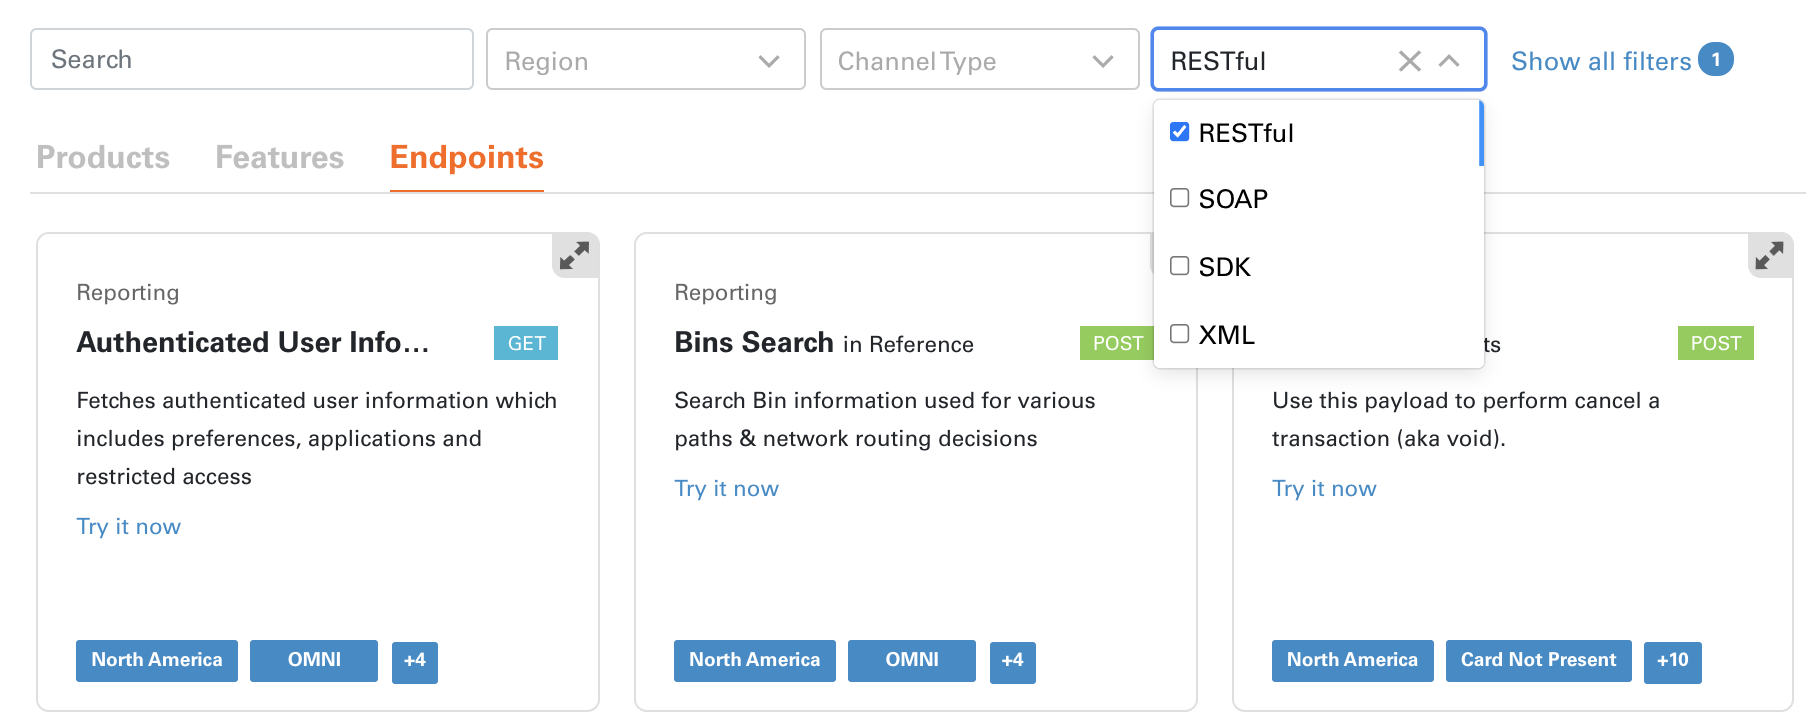 Search
Region
Channel Type
RESTful
Show all filters 1
RESTful
SOAP
SDK
XML
Products
Features
Endpoints
Reporting
Authenticated User Info...
GET
Fetches authenticated user information which
includes preferences, applications and
restricted access
Try it now
North America
OMNI
+4
Reporting
Bins Search in Reference
POST
Search Bin information used for various
paths & network routing decisions
Try it now
North America
OMNI
+4
POST
Use this payload to perform cancel a
transaction (aka void).
Try it now
North America
Card Not Present
+10